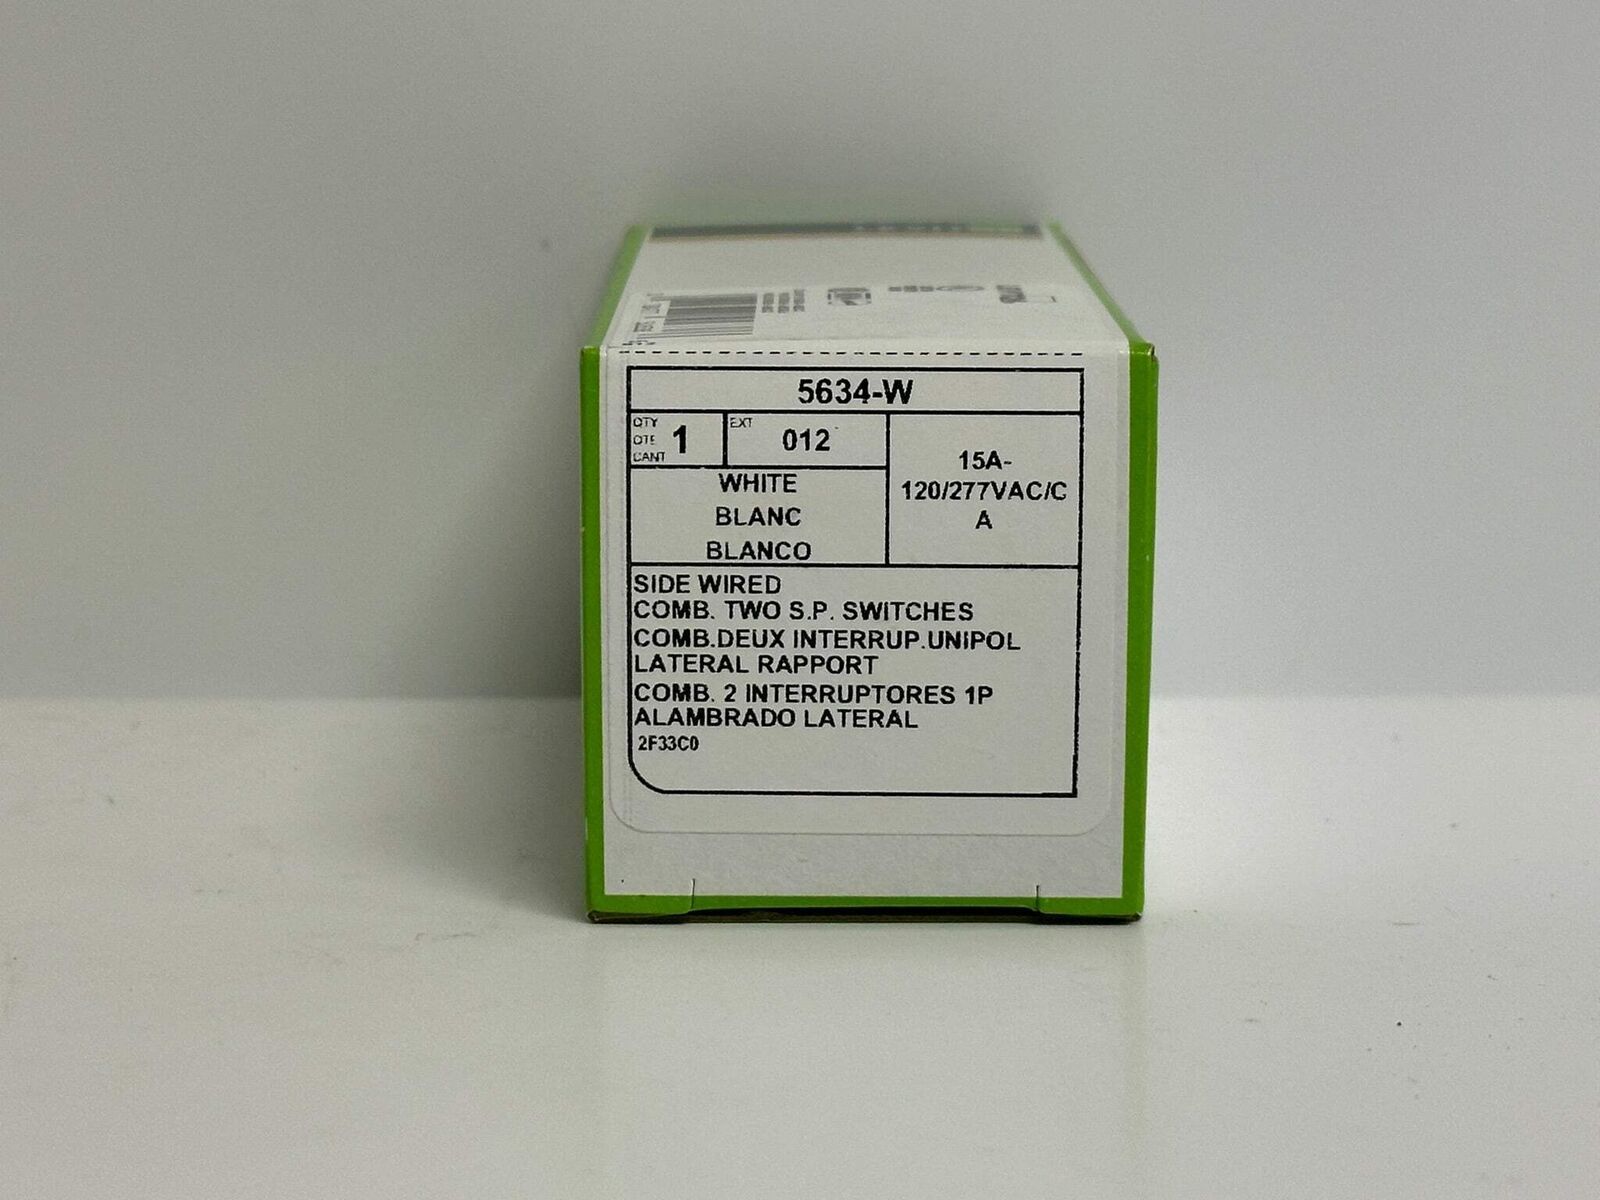 5634-W
QTY
QTE
CANT
1
EXT
012
15A-
120/277VAC/C
A
WHITE
BLANC
BLANCO
SIDE WIRED
COMB. TWO S.P. SWITCHES
COMB.DEUX INTERRUP.UNIPOL
LATERAL RAPPORT
COMB. 2 INTERRUPTORES 1P
ALAMBRADO LATERAL
2F33C0